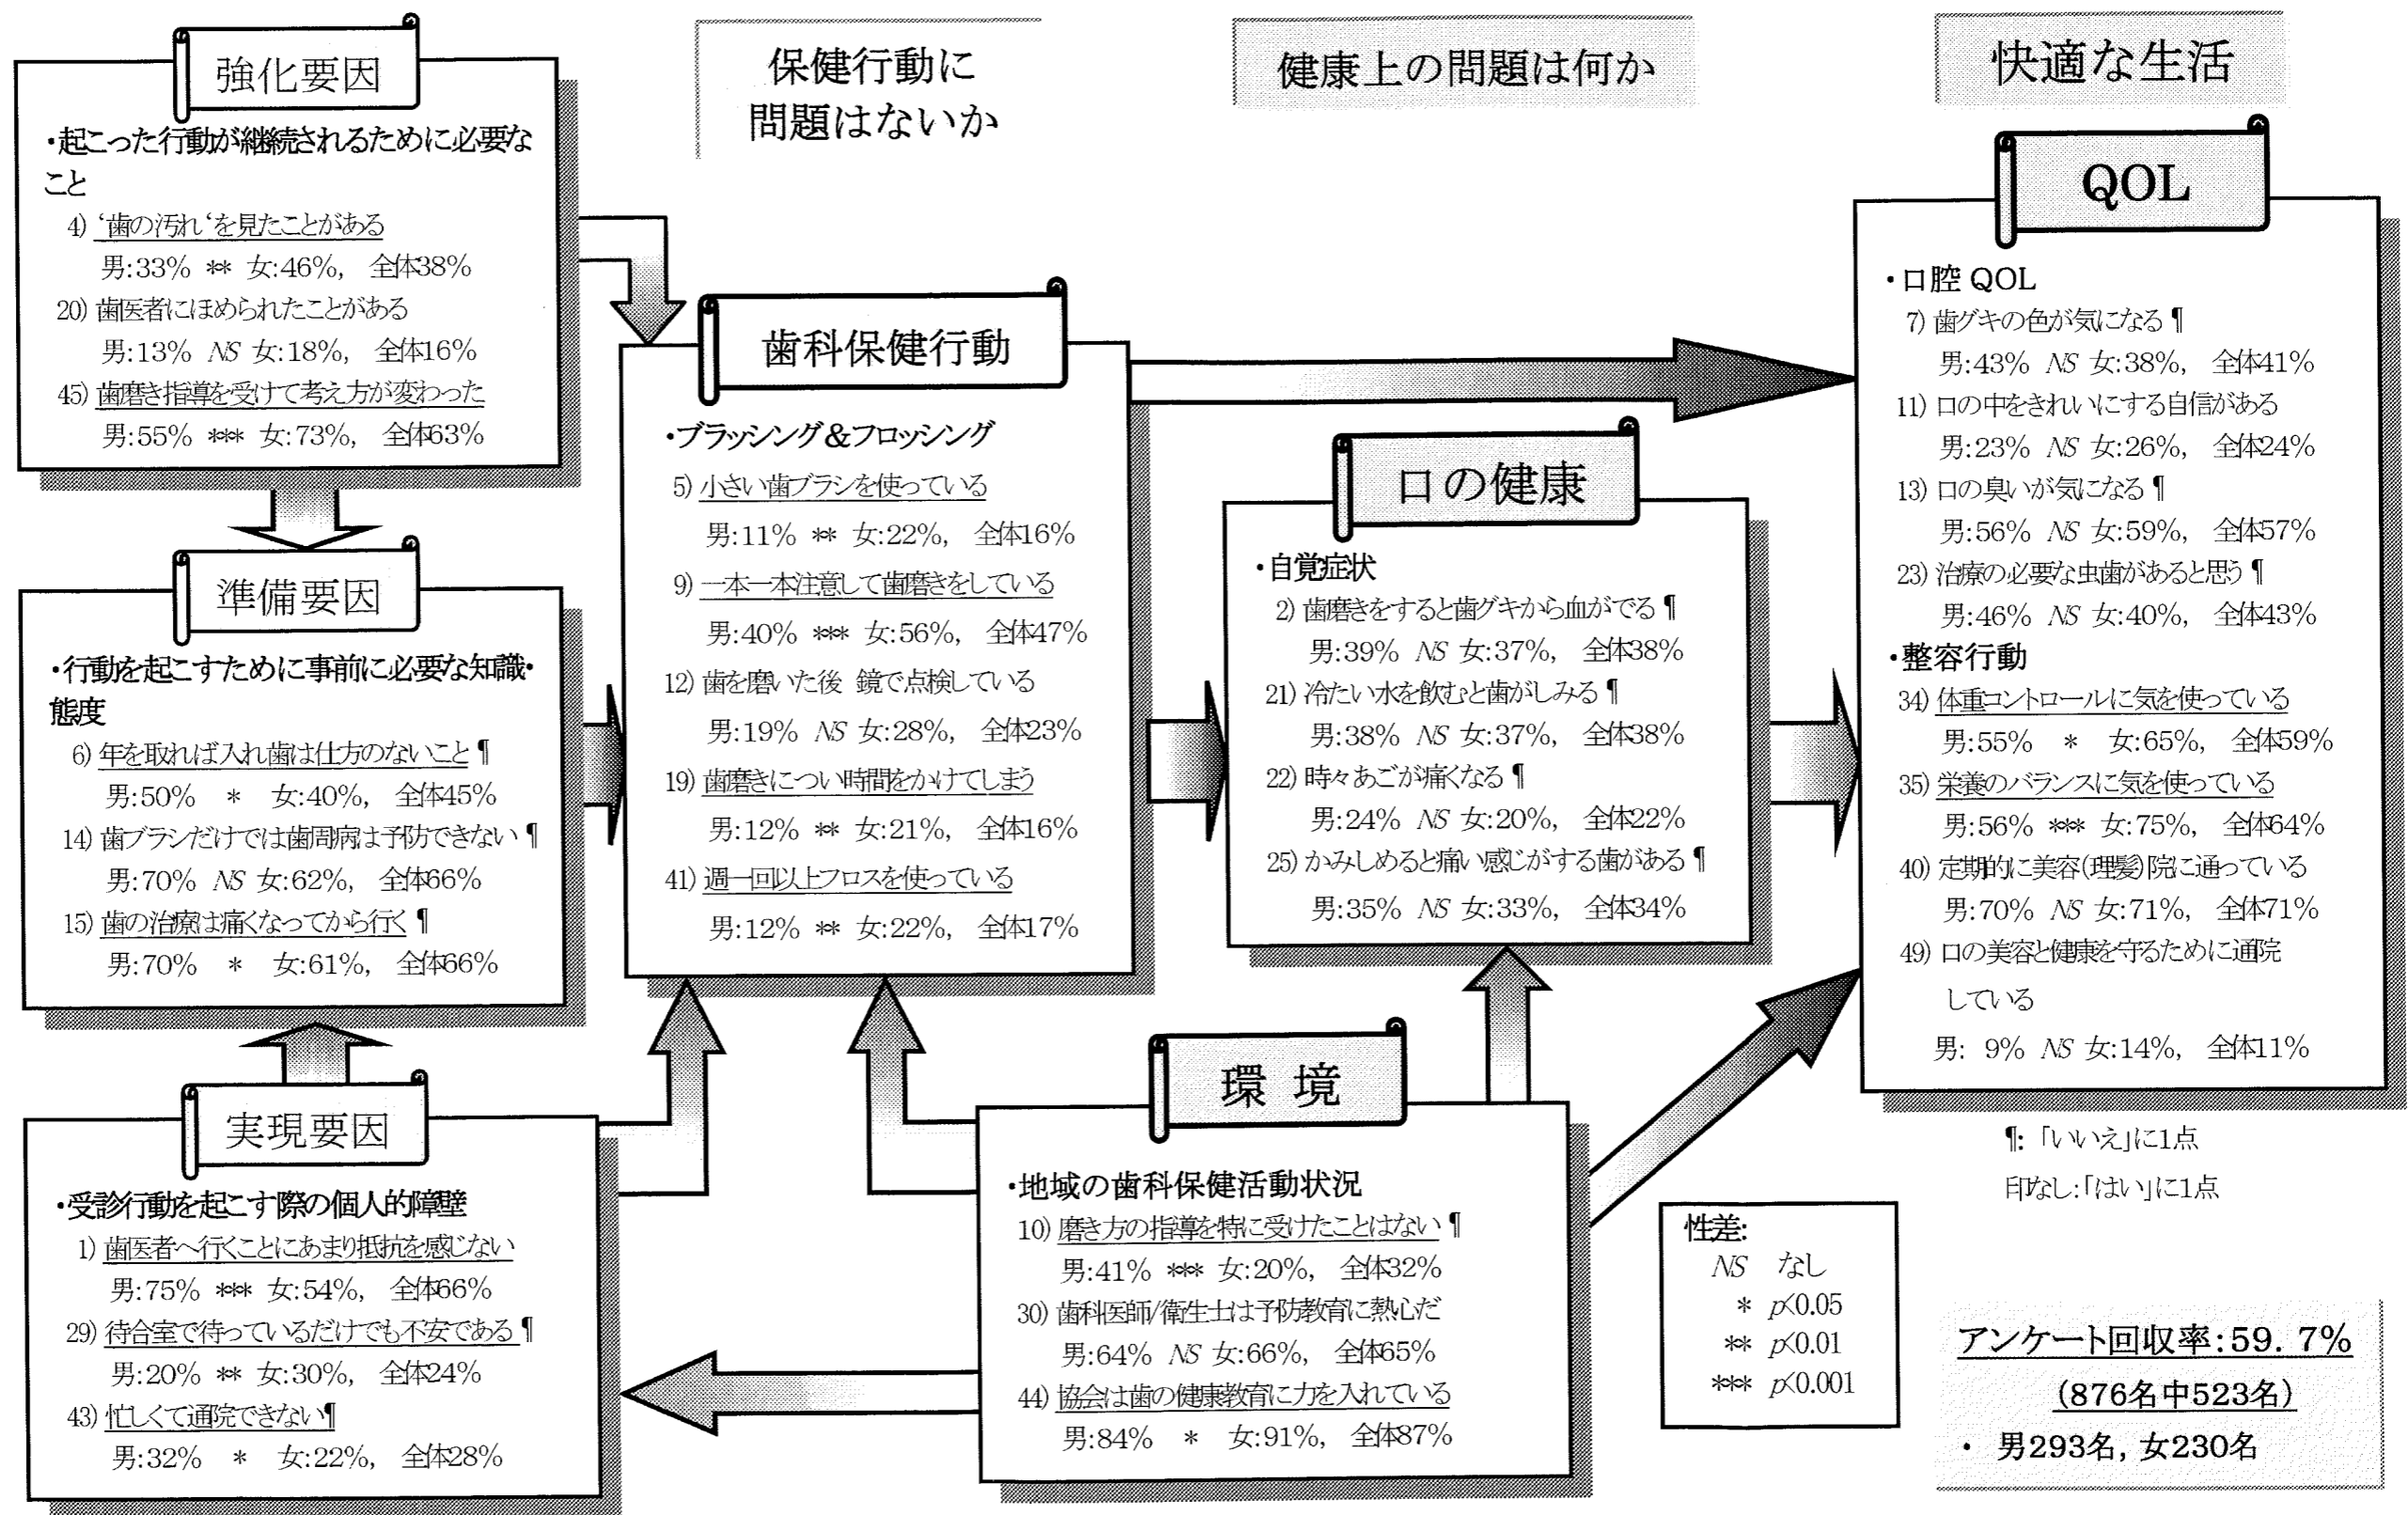 強化要因
・起こった行動が継続されるために必要な
こと
4) ‘歯の汚れ‘を見たことがある
男:33% ** 女:46%, 全体38%
20) 歯医者にほめられたことがある
男:13% NS 女:18%, 全体16%
45) 歯磨き指導を受けて考え方が変わった
男:55% *** 女:73%, 全体63%
準備要因
・行動を起こすために事前に必要な知識・
態度
6) 年を取れば入れ歯は仕方のないこと ¶
男:50% * 女:40%, 全体45%
14) 歯ブラシだけでは歯周病は予防できない ¶
男:70% NS 女:62%, 全体66%
15) 歯の治療は痛くなってから行く ¶
男:70% * 女:61%, 全体66%
実現要因
・受診行動を起こす際の個人的障壁
1) 歯医者へ行くことにあまり抵抗を感じない
男:75% *** 女:54%, 全体66%
29) 待合室で待っているだけでも不安である ¶
男:20% ** 女:30%, 全体24%
43) 忙しくて通院できない¶
男:32% * 女:22%, 全体28%
保健行動に
問題はないか
歯科保健行動
・ブラッシング&フロッシング
5) 小さい歯ブラシを使っている
男:11% ** 女:22%, 全体16%
9) 一本一本注意して歯磨きをしている
男:40% *** 女:56%, 全体47%
12) 歯を磨いた後 鏡で点検している
男:19% NS 女:28%, 全体23%
19) 歯磨きについ時間をかけてしまう
男:12% ** 女:21%, 全体16%
41) 週一回以上フロスを使っている
男:12% ** 女:22%, 全体17%
健康上の問題は何か
口の健康
・自覚症状
2) 歯磨きをすると歯グキから血がでる ¶
男:39% NS 女:37%, 全体38%
21) 冷たい水を飲むと歯がしみる ¶
男:38% NS 女:37%, 全体38%
22) 時々あごが痛くなる ¶
男:24% NS 女:20%, 全体22%
25) かみしめると痛い感じがする歯がある ¶
男:35% NS 女:33%, 全体34%
環 境
・地域の歯科保健活動状況
10) 磨き方の指導を特に受けたことはない ¶
男:41% *** 女:20%, 全体32%
30) 歯科医師/衛生士は予防教育に熱心だ
男:64% NS 女:66%, 全体65%
44) 協会は歯の健康教育に力を入れている
男:84% * 女:91%, 全体87%
快適な生活
QOL
・口腔 QOL
7) 歯グキの色が気になる ¶
男:43% NS 女:38%, 全体41%
11) 口の中をきれいにする自信がある
男:23% NS 女:26%, 全体24%
13) 口の臭いが気になる ¶
男:56% NS 女:59%, 全体57%
23) 治療の必要な虫歯があると思う ¶
男:46% NS 女:40%, 全体43%
・整容行動
34) 体重コントロールに気を使っている
男:55% * 女:65%, 全体59%
35) 栄養のバランスに気を使っている
男:56% *** 女:75%, 全体64%
40) 定期的に美容(理髪)院に通っている
男:70% NS 女:71%, 全体71%
49) 口の美容と健康を守るために通院
している
男: 9% NS 女:14%, 全体11%
¶: 「いいえ」に1点
印なし:「はい」に1点
性差:
NS なし
* p<0.05
** p<0.01
*** p<0.001
アンケート回収率:59. 7%
(876名中523名)
・ 男293名, 女230名